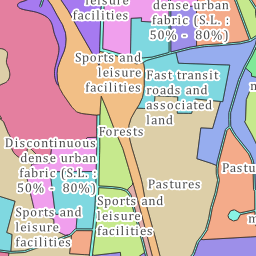 leisure
facilities
dense urban
fabric (S.L. :
50% - 80%)
Sports and
leisure
facilities
Fast transit
roads and
associated
land
Forests
Discontinuous
dense urban
fabric (S.L. :
50% - 80%)
Pastures
Pastu
Sports and
leisure
facilities
Sports and
leisure
facilities